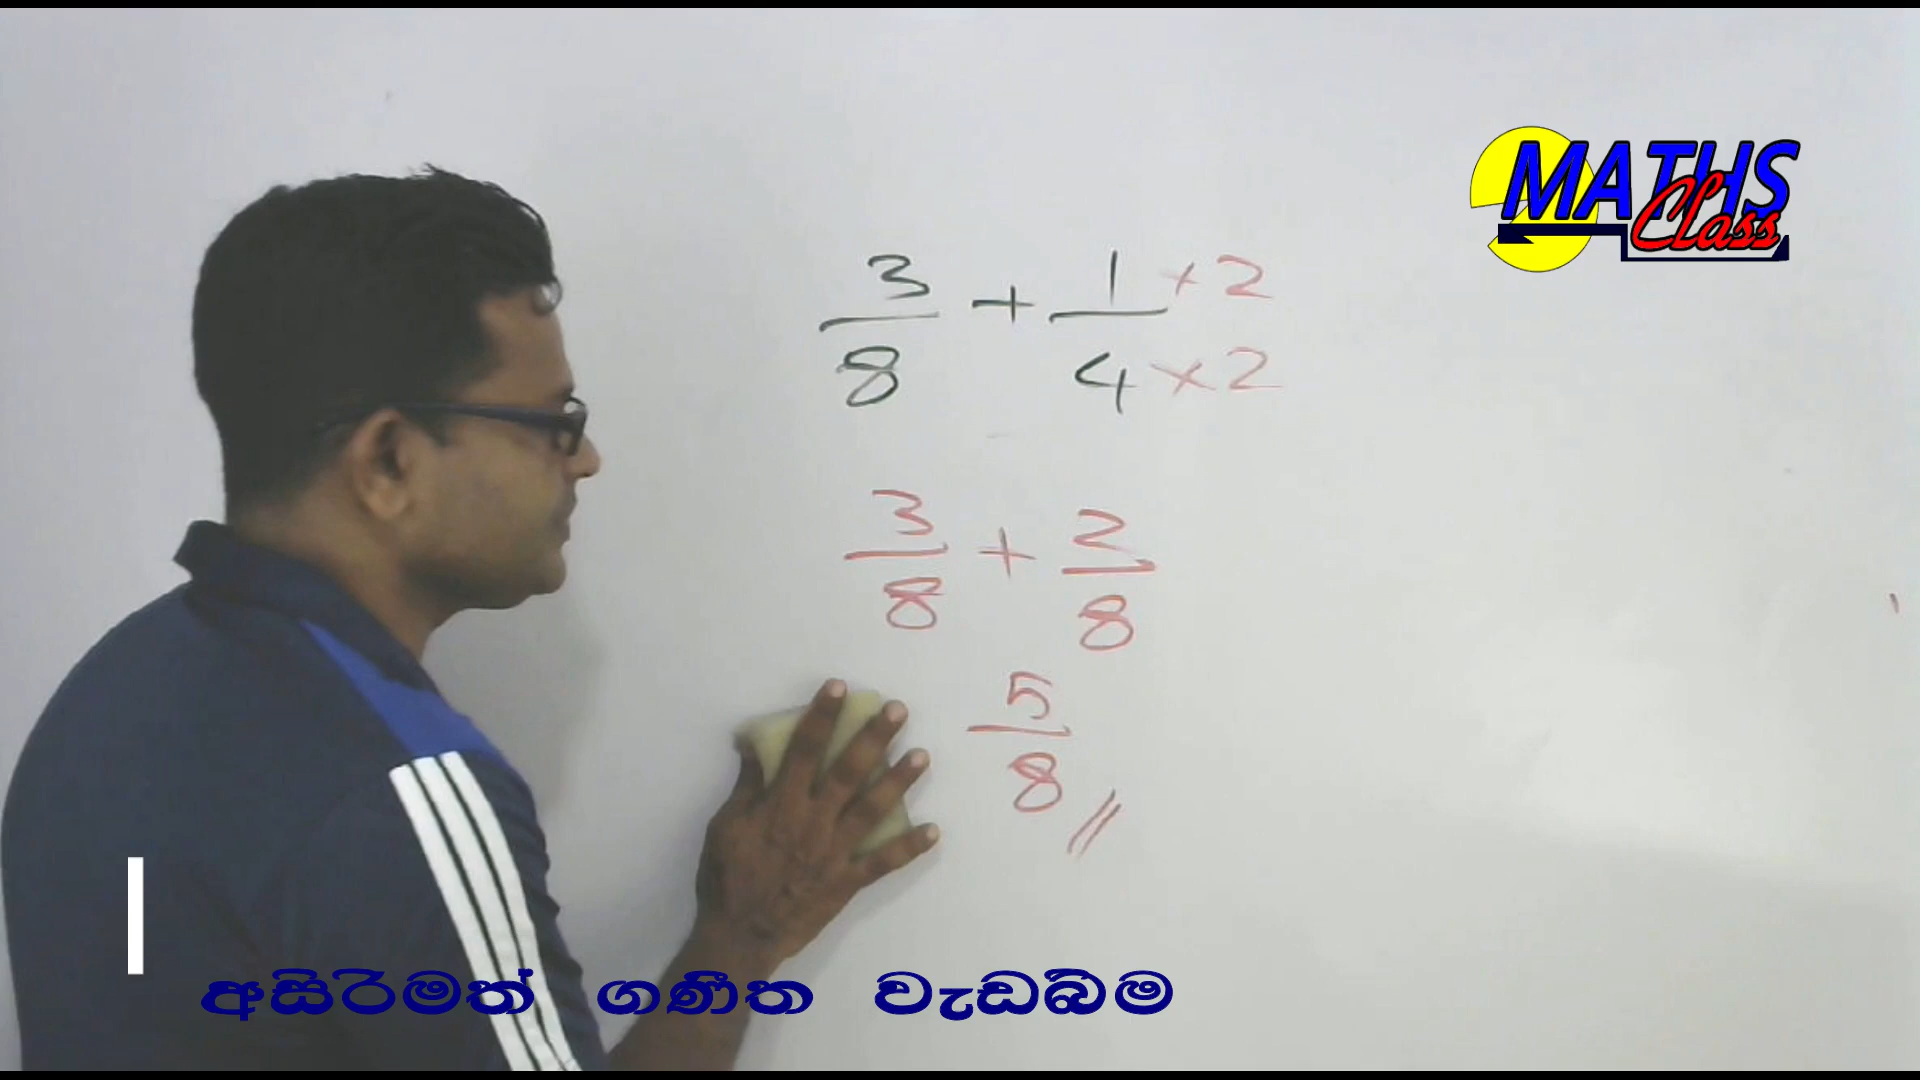 MATHS
Class
3/8 + 1/4 × 2 × 2
3/8 + 2/8
5/8 //
අසිරිමත් ගණිත වැඩබිම